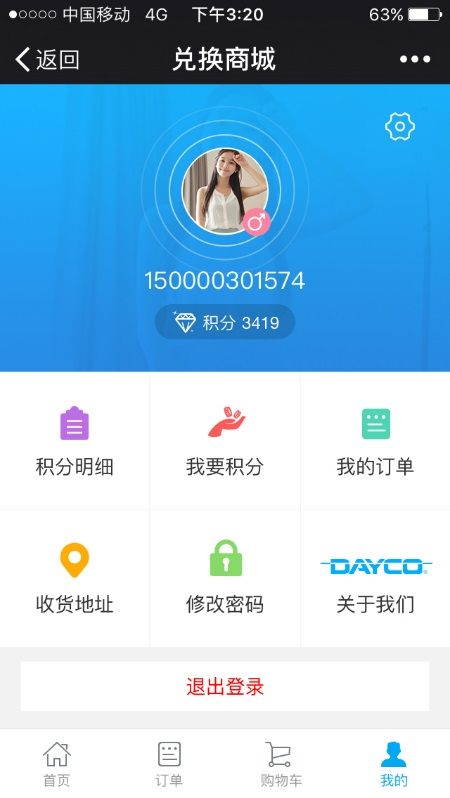 中国移动 4G 下午3:20 63%
返回 兑换商城
150000301574
积分 3419
积分明细 我要积分 我的订单
DAYCO
收货地址 修改密码 关于我们
退出登录
首页 订单 购物车 我的